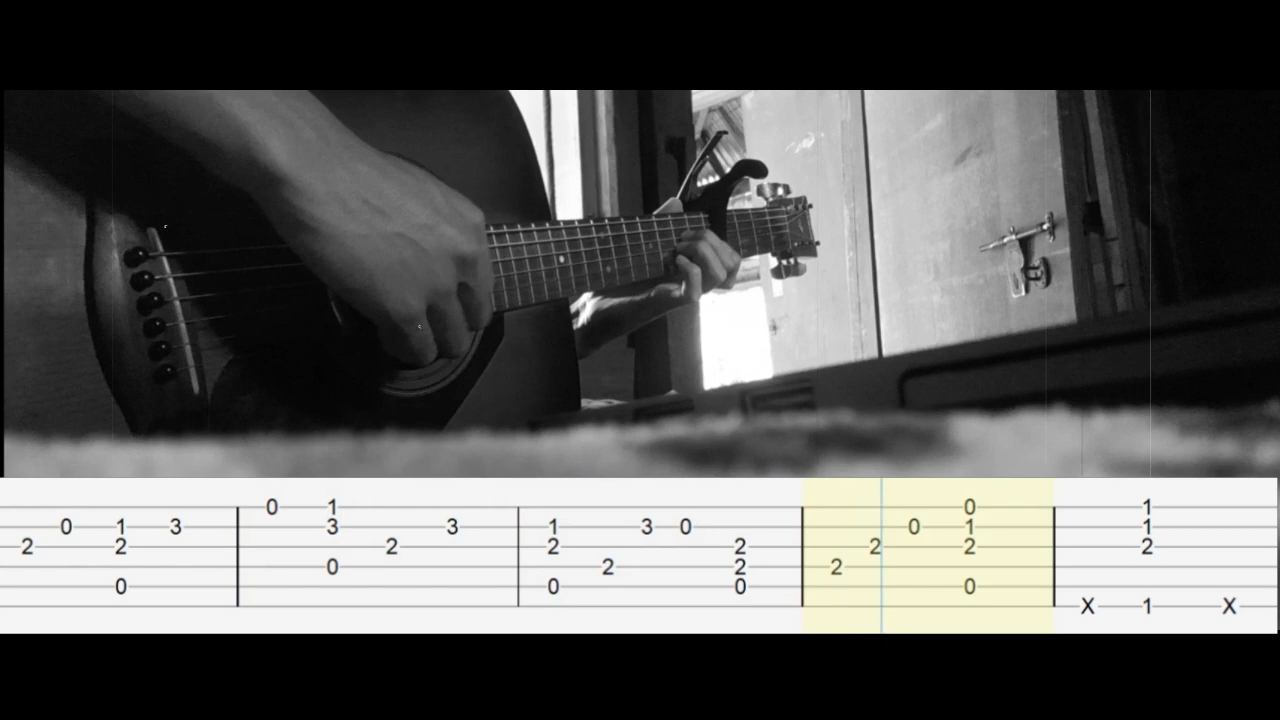 0 1 0 1 X
0 1 3 3 3 1 3 0 0 1 1
2 2 2 2 2 2 2 2
0 2 2 2
0 0 0 0
X 1 X